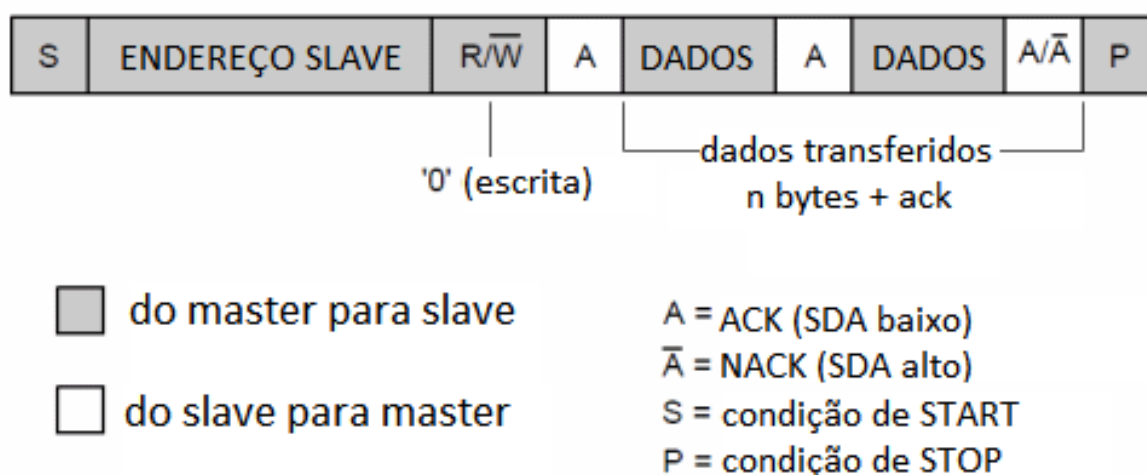 S ENDEREÇO SLAVE R/W̅ A DADOS A DADOS A/A̅ P
'0' (escrita)
dados transferidos
n bytes + ack
do master para slave
do slave para master
A = ACK (SDA baixo)
A̅ = NACK (SDA alto)
S = condição de START
P = condição de STOP